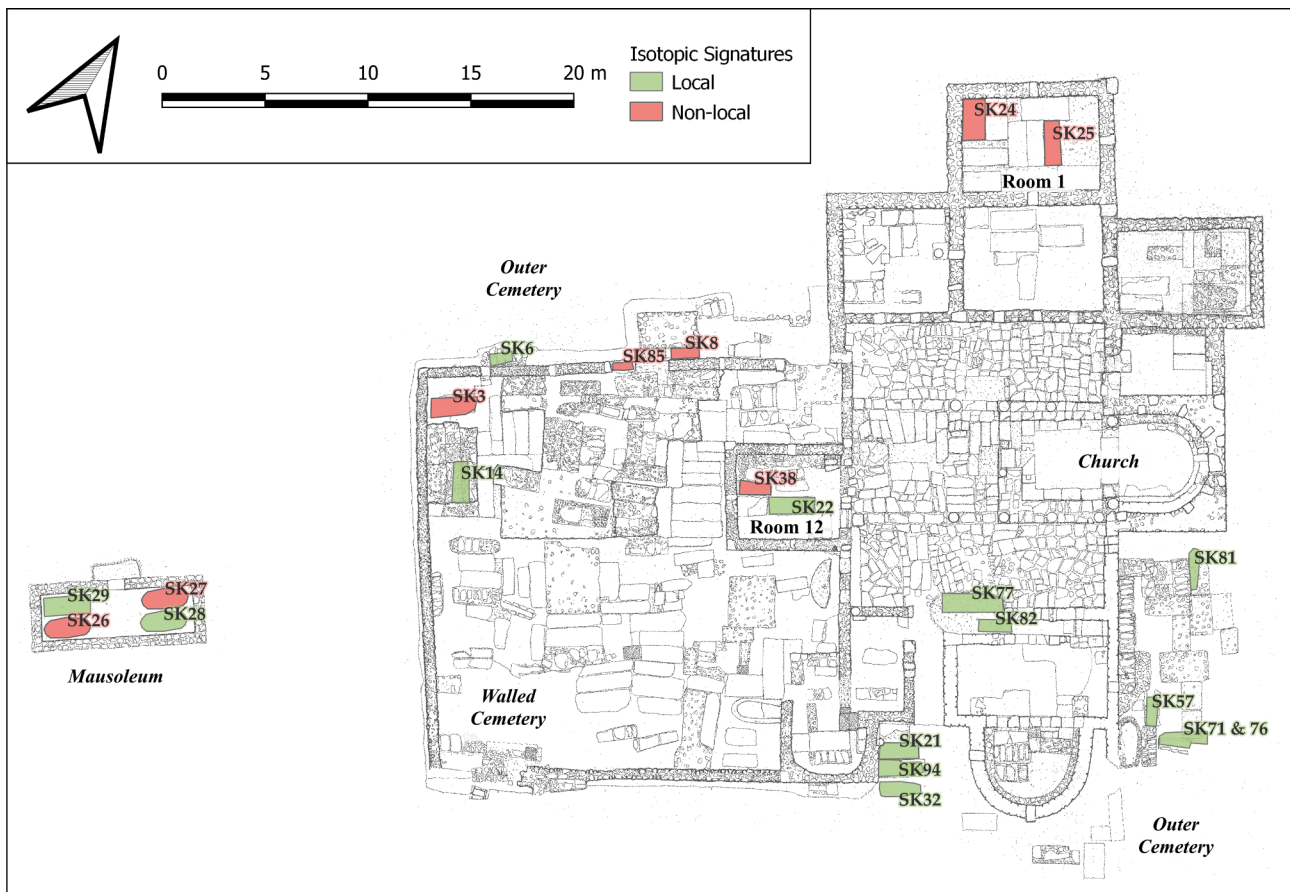 0 5 10 15 20 m
Isotopic Signatures
Local
Non-local
SK24
SK25
Room 1
Outer
Cemetery
SK6
SK85
SK8
SK3
SK14
SK38
SK22
Room 12
Church
SK81
SK77
SK82
SK29
SK27
SK26
SK28
Mausoleum
Walled
Cemetery
SK57
SK71 & 76
SK21
SK94
SK32
Outer
Cemetery